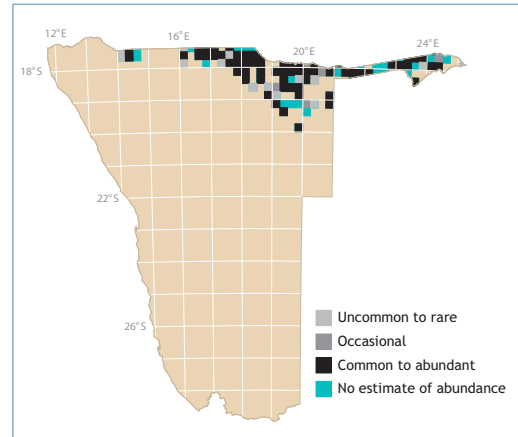 12°E
16°E
20°E
24°E
18°S
22°S
26°S
Uncommon to rare
Occasional
Common to abundant
No estimate of abundance